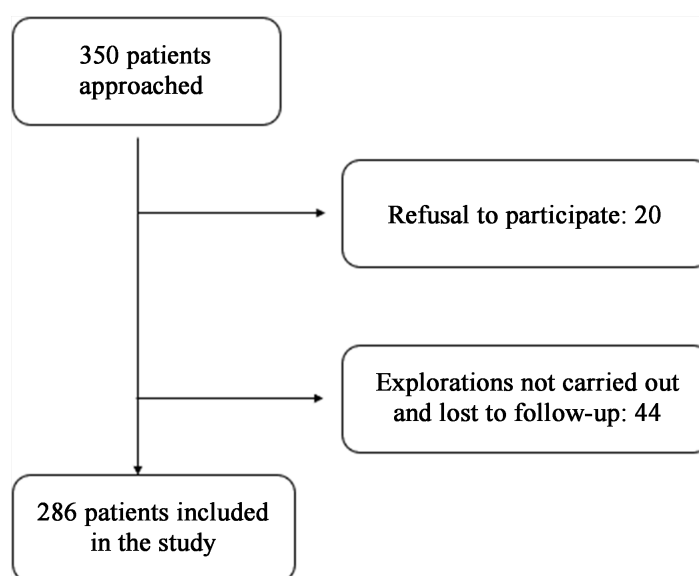 350 patients
approached
Refusal to participate: 20
Explorations not carried out
and lost to follow-up: 44
286 patients included
in the study